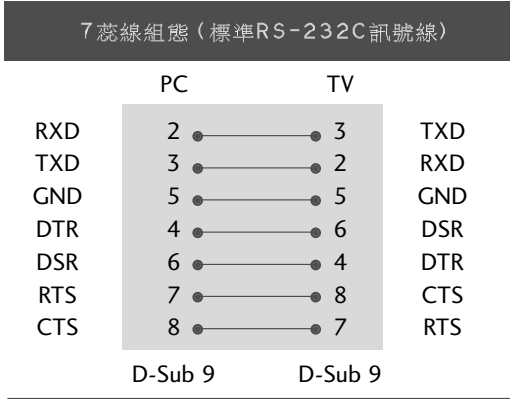 7蕊線組態(標準RS-232C訊號線)
PC TV
RXD 2 3 TXD
TXD 3 2 RXD
GND 5 5 GND
DTR 4 6 DSR
DSR 6 4 DTR
RTS 7 8 CTS
CTS 8 7 RTS
D-Sub 9 D-Sub 9